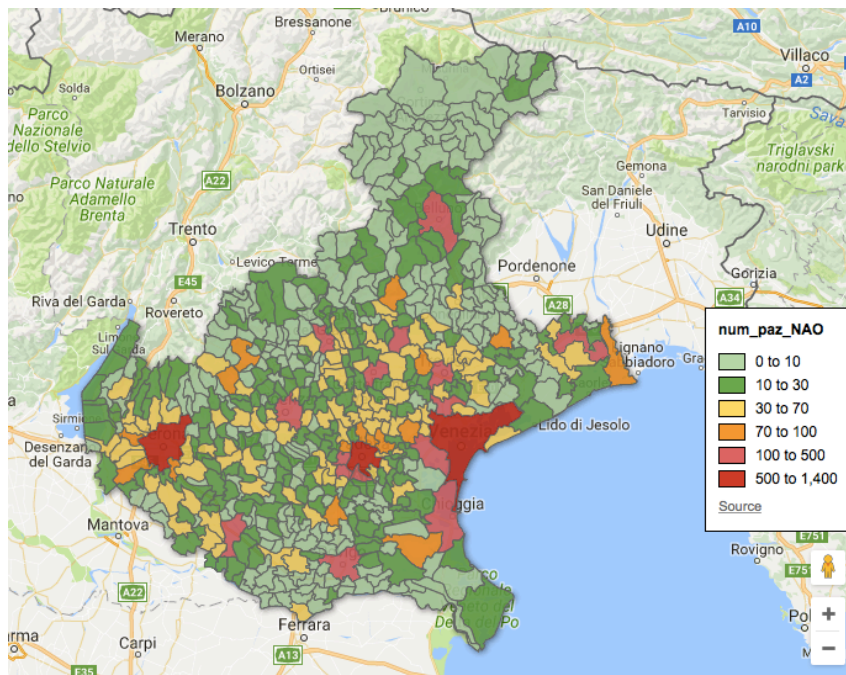 Brunico
Bressanone
Merano
A10
Villaco
A2
Solda
Ortisei
Bolzano
Tarvisio
Sava
Parco
Nazionale
dello Stelvio
Triglavski
narodni park
Gemona
A22
San Daniele
del Friuli
Parco Naturale
Adamello
Brenta
Trento
Udine
Levico Terme
Pordenone
Gorizia
E45
A28
A34
Riva del Garda
Rovereto
Lignano
Sabbiadoro
num_paz_NAO
0 to 10
10 to 30
30 to 70
70 to 100
100 to 500
500 to 1,400
Source
Lido di Jesolo
Venezia
Desenzano
del Garda
Chioggia
Mantova
E751
Rovigno
E751
A22
Ferrara
Carpi
A13
E35
+
−